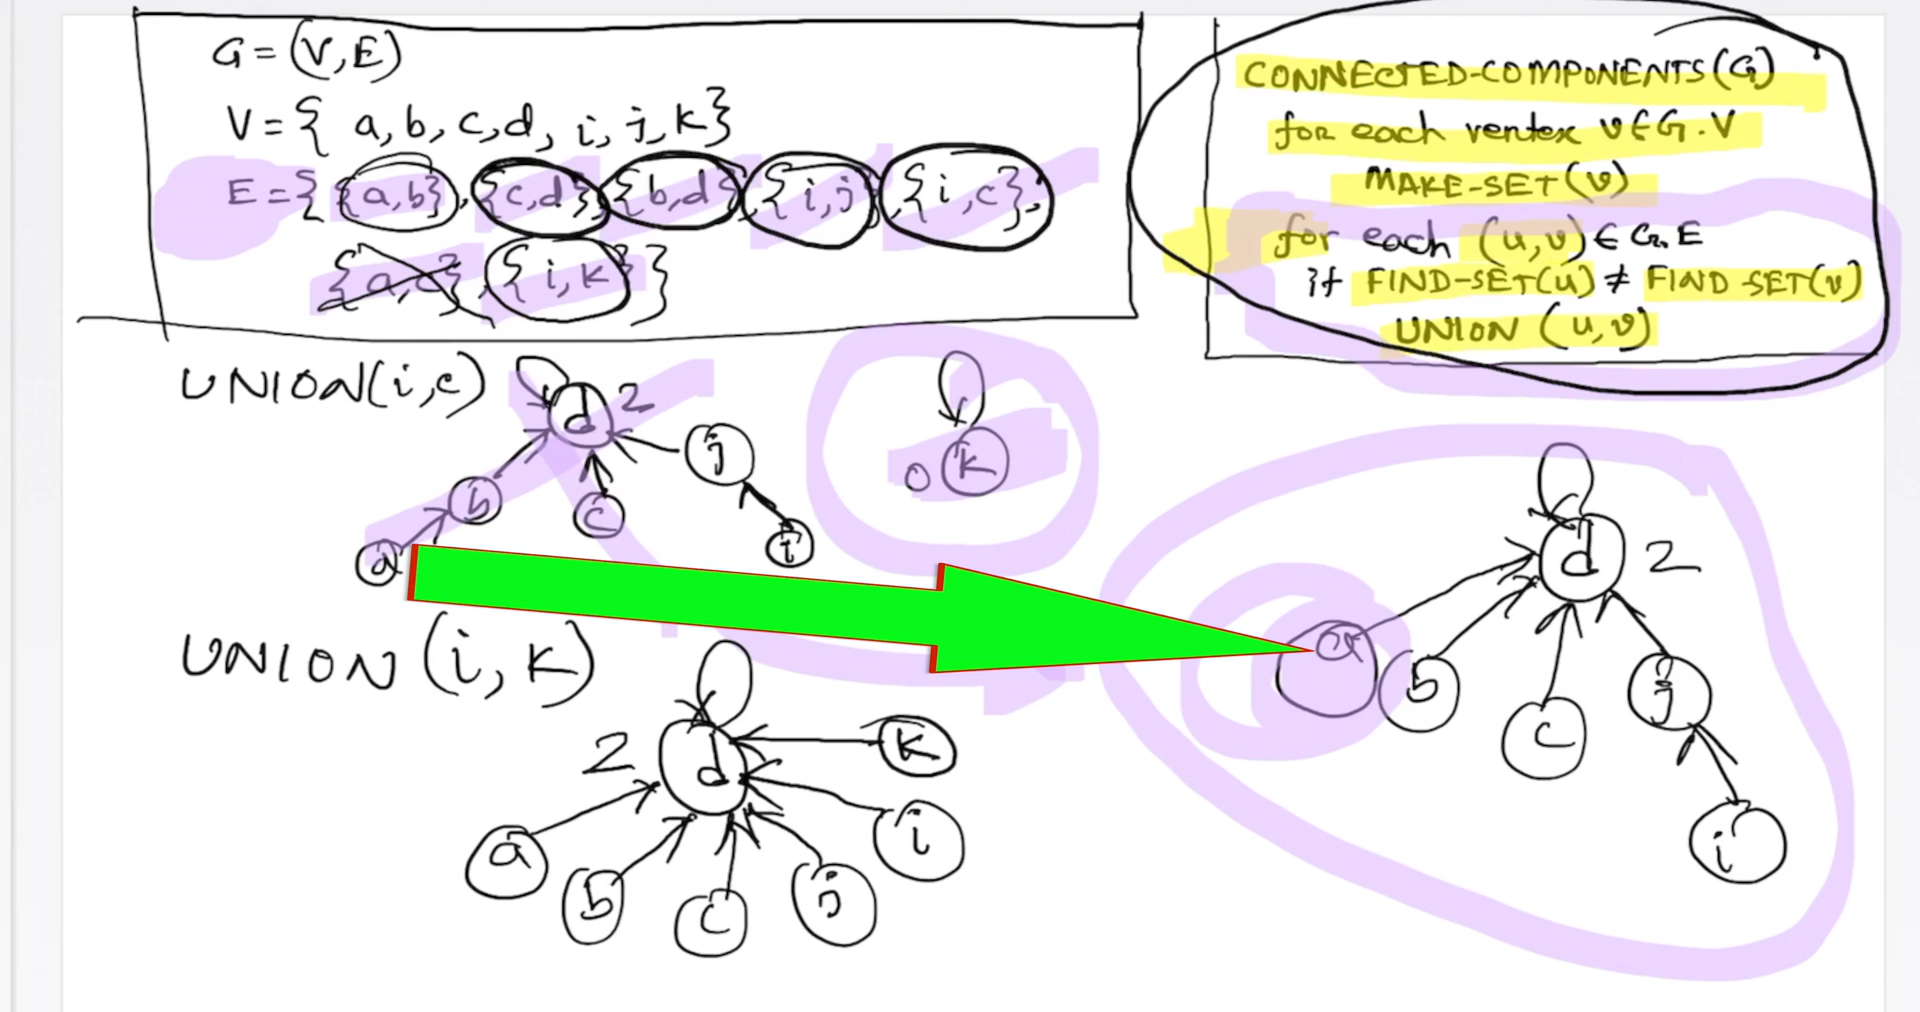 G = (V,E)
V = { a, b, c, d, i, j, k }
E = { {a,b}, {c,d}, {b,d}, {i,j}, {i,c},
{a,c}, {i,k} }
CONNECTED-COMPONENTS(G)
for each vertex v ∈ G.V
MAKE-SET(v)
for each (u,v) ∈ G.E
if FIND-SET(u) ≠ FIND-SET(v)
UNION (u,v)
UNION(i,c)
d 2
j
b
c
a
i
0 k
d 2
a
b
c
j
i
UNION (i, k)
2 d
k
i
a
b
c
j